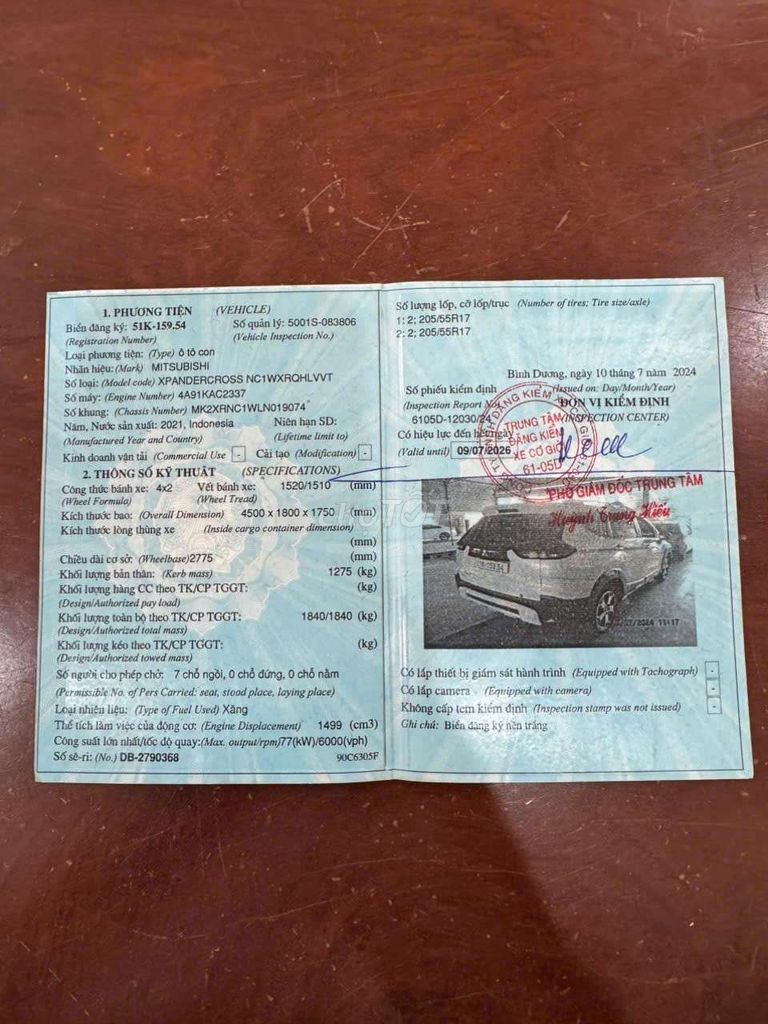 1. PHƯƠNG TIỆN (VEHICLE)
Biển đăng ký: 51K-159.54 Số quản lý: 5001S-083806
(Registration Number) (Vehicle Inspection No.)
Loại phương tiện: (Type) ô tô con
Nhãn hiệu: (Mark) MITSUBISHI
Số loại: (Model code) XPANDERCROSS NC1WXRQHLVVT
Số máy: (Engine Number) 4A91KAC2337
Số khung: (Chassis Number) MK2XRNC1WLN019074
Năm, Nước sản xuất: 2021, Indonesia Niên hạn SD:
(Manufactured Year and Country) (Lifetime limit to)
Kinh doanh vận tải (Commercial Use - Cải tạo (Modification) -
2. THÔNG SỐ KỸ THUẬT (SPECIFICATIONS)
Công thức bánh xe: 4x2 Vết bánh xe: 1520/1510 (mm)
(Wheel Formula) (Wheel Tread)
Kích thước bao: (Overall Dimension) 4500 x 1800 x 1750 (mm)
Kích thước lòng thùng xe (Inside cargo container dimension)
(mm)
Chiều dài cơ sở: (Wheelbase) 2775 (mm)
Khối lượng bản thân: (Kerb mass) 1275 (kg)
Khối lượng hàng CC theo TK/CP TGGT: (kg)
(Design/Authorized pay load)
Khối lượng toàn bộ theo TK/CP TGGT: 1840/1840 (kg)
(Design/Authorized total mass)
Khối lượng kéo theo TK/CP TGGT: (kg)
(Design/Authorized towed mass)
Số người cho phép chở: 7 chỗ ngồi, 0 chỗ đứng, 0 chỗ nằm
(Permissible No. of Pers Carried: seat, stood place, laying place)
Loại nhiên liệu: (Type of Fuel Used) Xăng
Thể tích làm việc của động cơ: (Engine Displacement) 1499 (cm3)
Công suất lớn nhất/tốc độ quay:(Max. output/rpm)77(kW)/6000(vph)
Số sê-ri: (No.) DB-2790368 90C6305F
Số lượng lốp, cỡ lốp/trục (Number of tires; Tire size/axle)
1: 2; 205/55R17
2: 2; 205/55R17
Bình Dương, ngày 10 tháng 7 năm 2024
Số phiếu kiểm định (Issued on: Day/Month/Year)
(Inspection Report No ĐƠN VỊ KIỂM ĐỊNH
6105D-12030/24 (INSPECTION CENTER)
Có hiệu lực đến hết ngày
(Valid until) 09/07/2026
TRUNG TÂM
ĐĂNG KIỂM
XE CƠ GIỚI
61-05D
PHÓ GIÁM ĐỐC TRUNG TÂM
Huỳnh Trung Hiếu
/07/2024 11:17
Có lắp thiết bị giám sát hành trình (Equipped with Tachograph) -
Có lắp camera (Equipped with camera) -
Không cấp tem kiểm định (Inspection stamp was not issued) -
Ghi chú: Biển đăng ký nền trắng